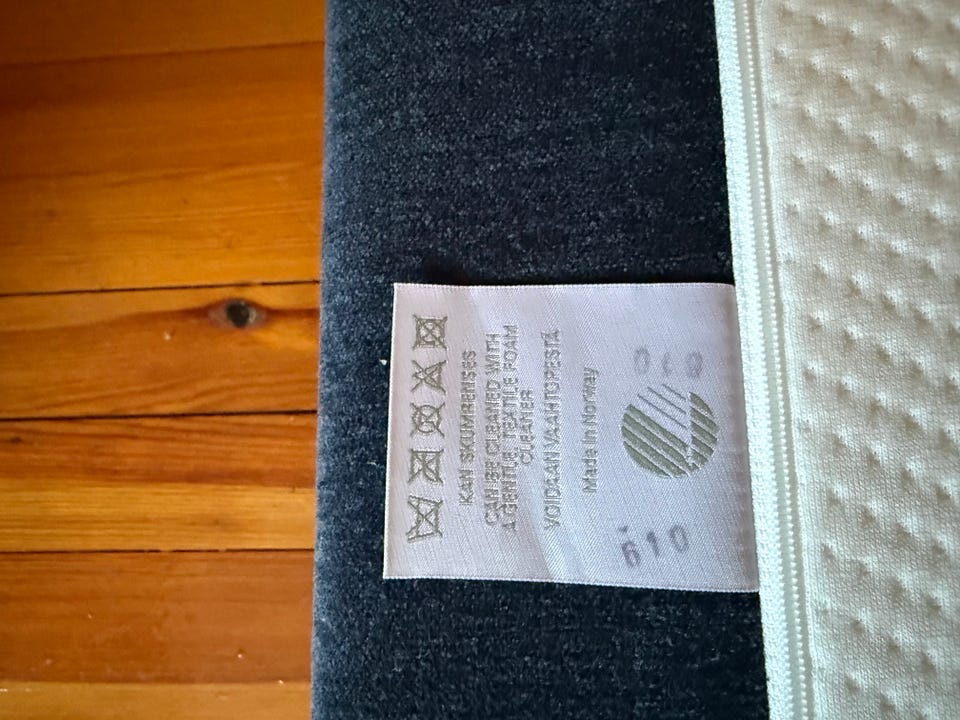 KAN SKUMRENSES
CAN BE CLEANED WITH
A GENTLE TEXTILE FOAM
CLEANER
VOIDAAN VAAHTOPESTÄ
Made in Norway
610